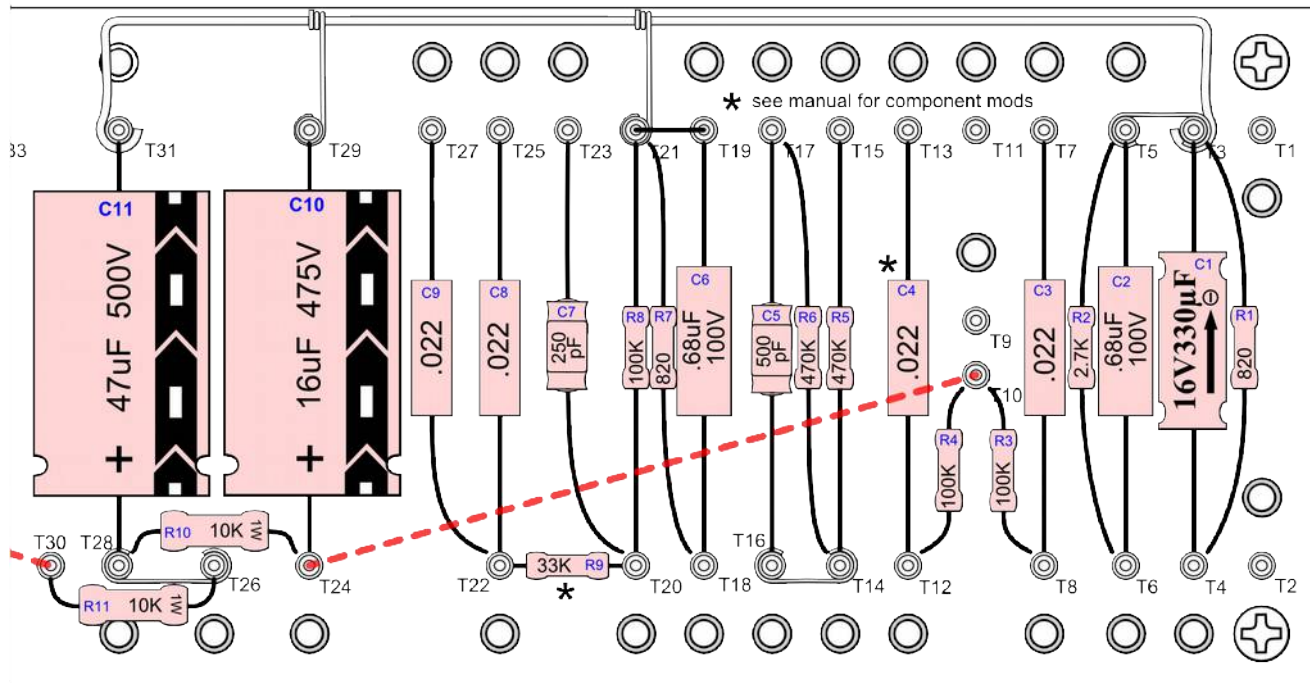 * see manual for component mods
33
T31
T29
T27
T25
T23
T21
T19
T17
T15
T13
T11
T7
T5
T3
T1
C11
47uF 500V
+
C10
16uF 475V
+
C9
.022
C8
.022
C7
250
pF
R8
100K
R7
820
C6
.68uF
100V
C5
500
pF
R6
470K
R5
470K
*
C4
.022
T9
T10
R4
100K
R3
100K
C3
.022
R2
2.7K
C2
.68uF
100V
C1
16V330µF
R1
820
R10 10K 1W
R11 10K 1W
33K R9
*
T30
T28
T26
T24
T22
T20
T18
T16
T14
T12
T8
T6
T4
T2